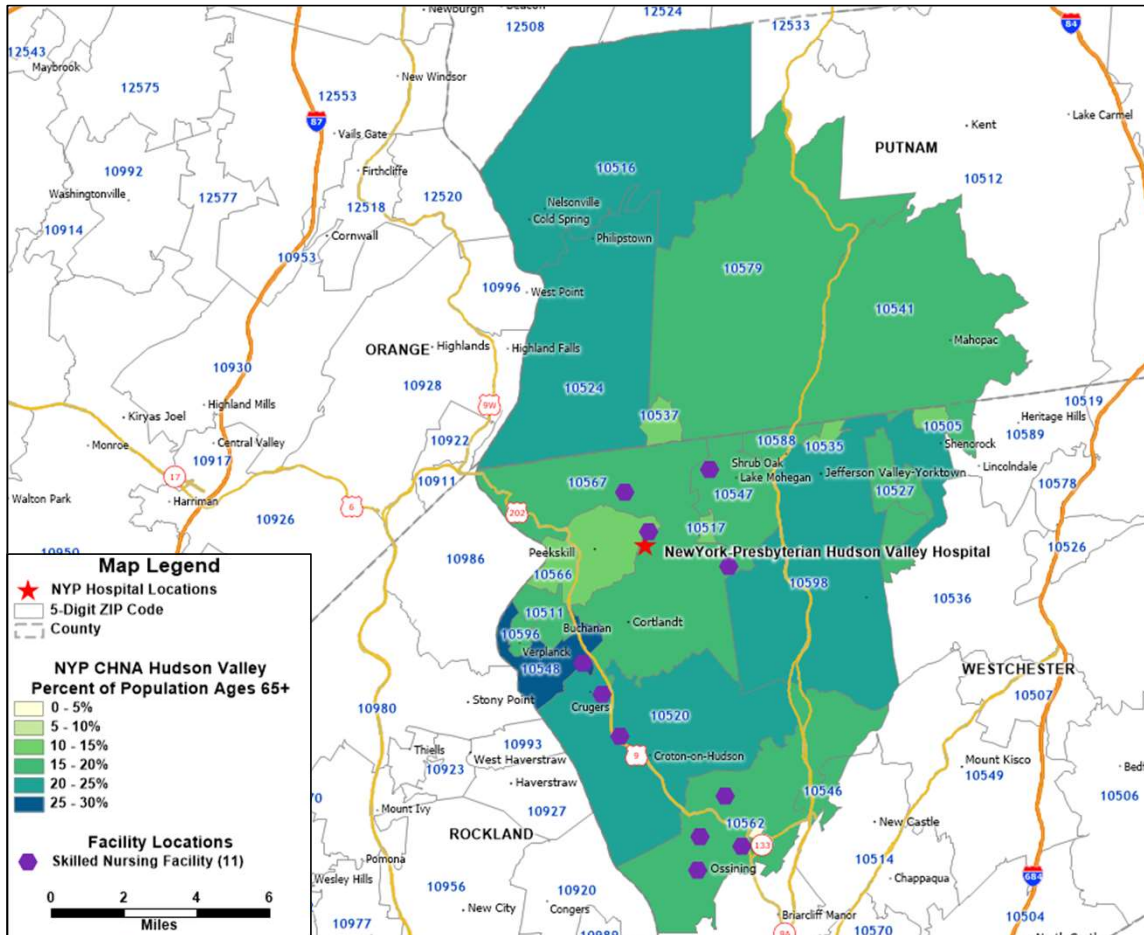 Newburgh
Beacon
12524
12508
12533
84
12543
Maybrook
12575
New Windsor
12553
87
Vails Gate
Lake Carmel
Kent
PUTNAM
10992
Firthcliffe
10516
10512
Washingtonville
12577
12518
12520
Nelsonville
Cold Spring
10914
Cornwall
Philipstown
10953
10579
10996
West Point
10541
ORANGE
Highlands
Highland Falls
Mahopac
10930
10928
10524
9W
Highland Mills
10519
Kiryas Joel
10537
Heritage Hills
10505
10589
10588
10535
Monroe
Central Valley
10922
Shenorock
10917
Shrub Oak
Lincolndale
17
10911
10567
Lake Mohegan
Jefferson Valley-Yorktown
10578
Walton Park
Harriman
10547
10527
6
202
10926
10517
10526
10950
Peekskill
NewYork-Presbyterian Hudson Valley Hospital
10986
10566
10598
10536
10511
Buchanan
Cortlandt
10596
Verplanck
10548
WESTCHESTER
10507
Stony Point
Crugers
10520
10980
10993
Thiells
West Haverstraw
9
Croton-on-Hudson
Mount Kisco
10549
10923
Haverstraw
10546
10506
Mount Ivy
10927
10562
ROCKLAND
133
New Castle
10514
Pomona
Ossining
Chappaqua
684
Wesley Hills
10956
10920
New City
Congers
Briarcliff Manor
10504
10977
9A
10570
Map Legend
NYP Hospital Locations
5-Digit ZIP Code
County
NYP CHNA Hudson Valley
Percent of Population Ages 65+
0 - 5%
5 - 10%
10 - 15%
15 - 20%
20 - 25%
25 - 30%
Facility Locations
Skilled Nursing Facility (11)
0 2 4 6
Miles